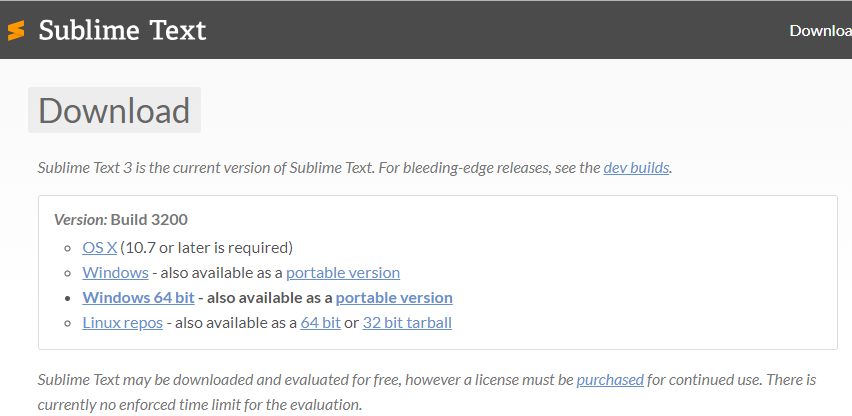 Sublime Text
Download
Sublime Text 3 is the current version of Sublime Text. For bleeding-edge releases, see the dev builds.
Version: Build 3200
OS X (10.7 or later is required)
Windows - also available as a portable version
Windows 64 bit - also available as a portable version
Linux repos - also available as a 64 bit or 32 bit tarball
Sublime Text may be downloaded and evaluated for free, however a license must be purchased for continued use. There is
currently no enforced time limit for the evaluation.